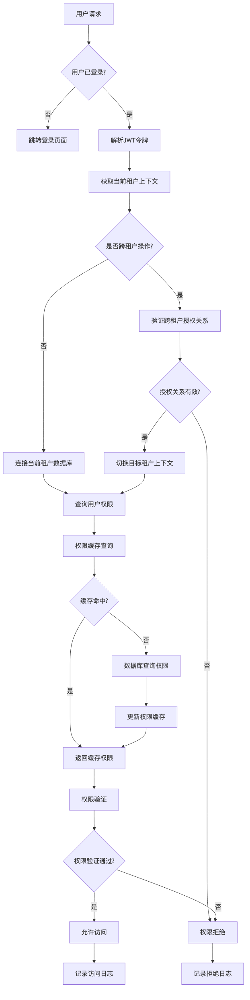 用户请求
用户已登录?
否
是
跳转登录页面
解析JWT令牌
获取当前租户上下文
是否跨租户操作?
是
验证跨租户授权关系
否
授权关系有效?
是
连接当前租户数据库
切换目标租户上下文
查询用户权限
权限缓存查询
缓存命中?
否
数据库查询权限
否
是
更新权限缓存
返回缓存权限
权限验证
权限验证通过?
是
否
允许访问
权限拒绝
记录访问日志
记录拒绝日志